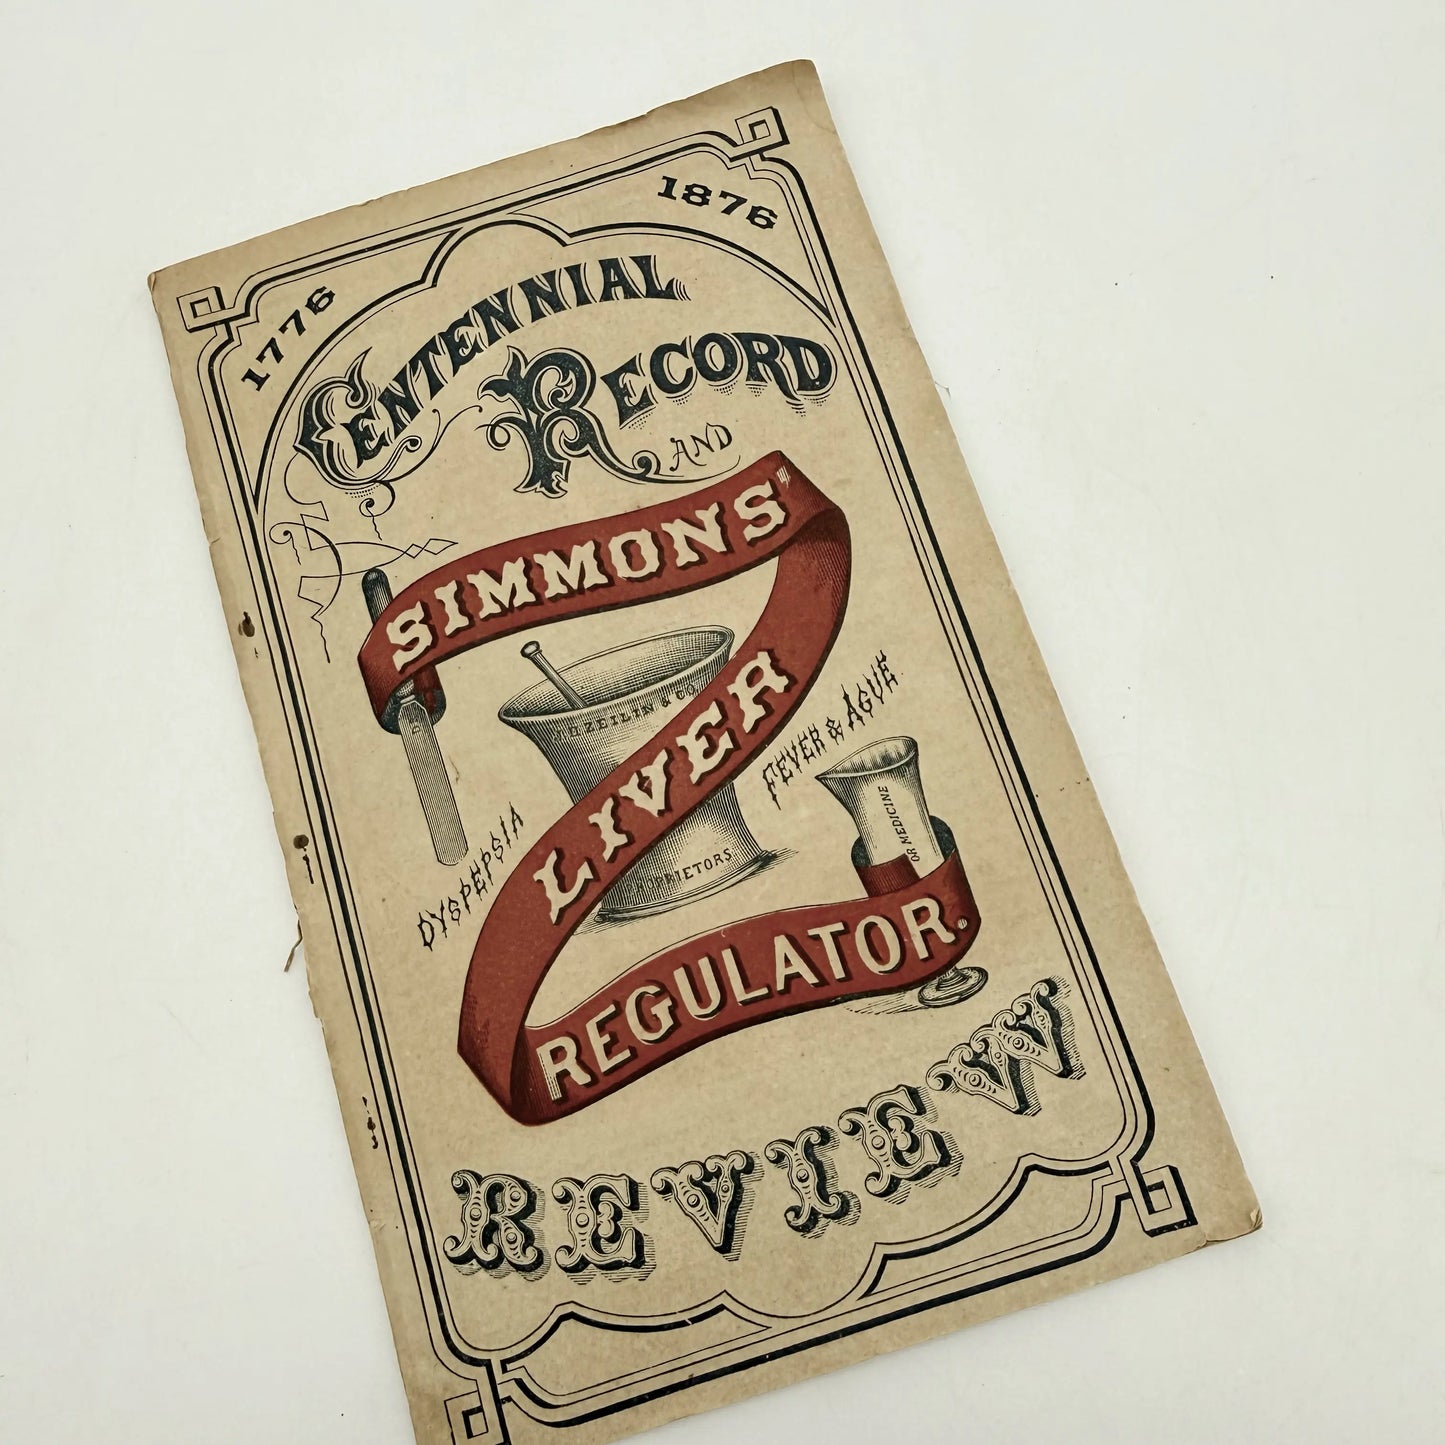 1776
1876
CENTENNIAL
RECORD
AND
SIMMONS'
J.H. ZEILIN & CO.
LIVER
FEVER & AGUE.
DYSPEPSIA
OR MEDICINE
PROPRIETORS
REGULATOR.
REVIEW